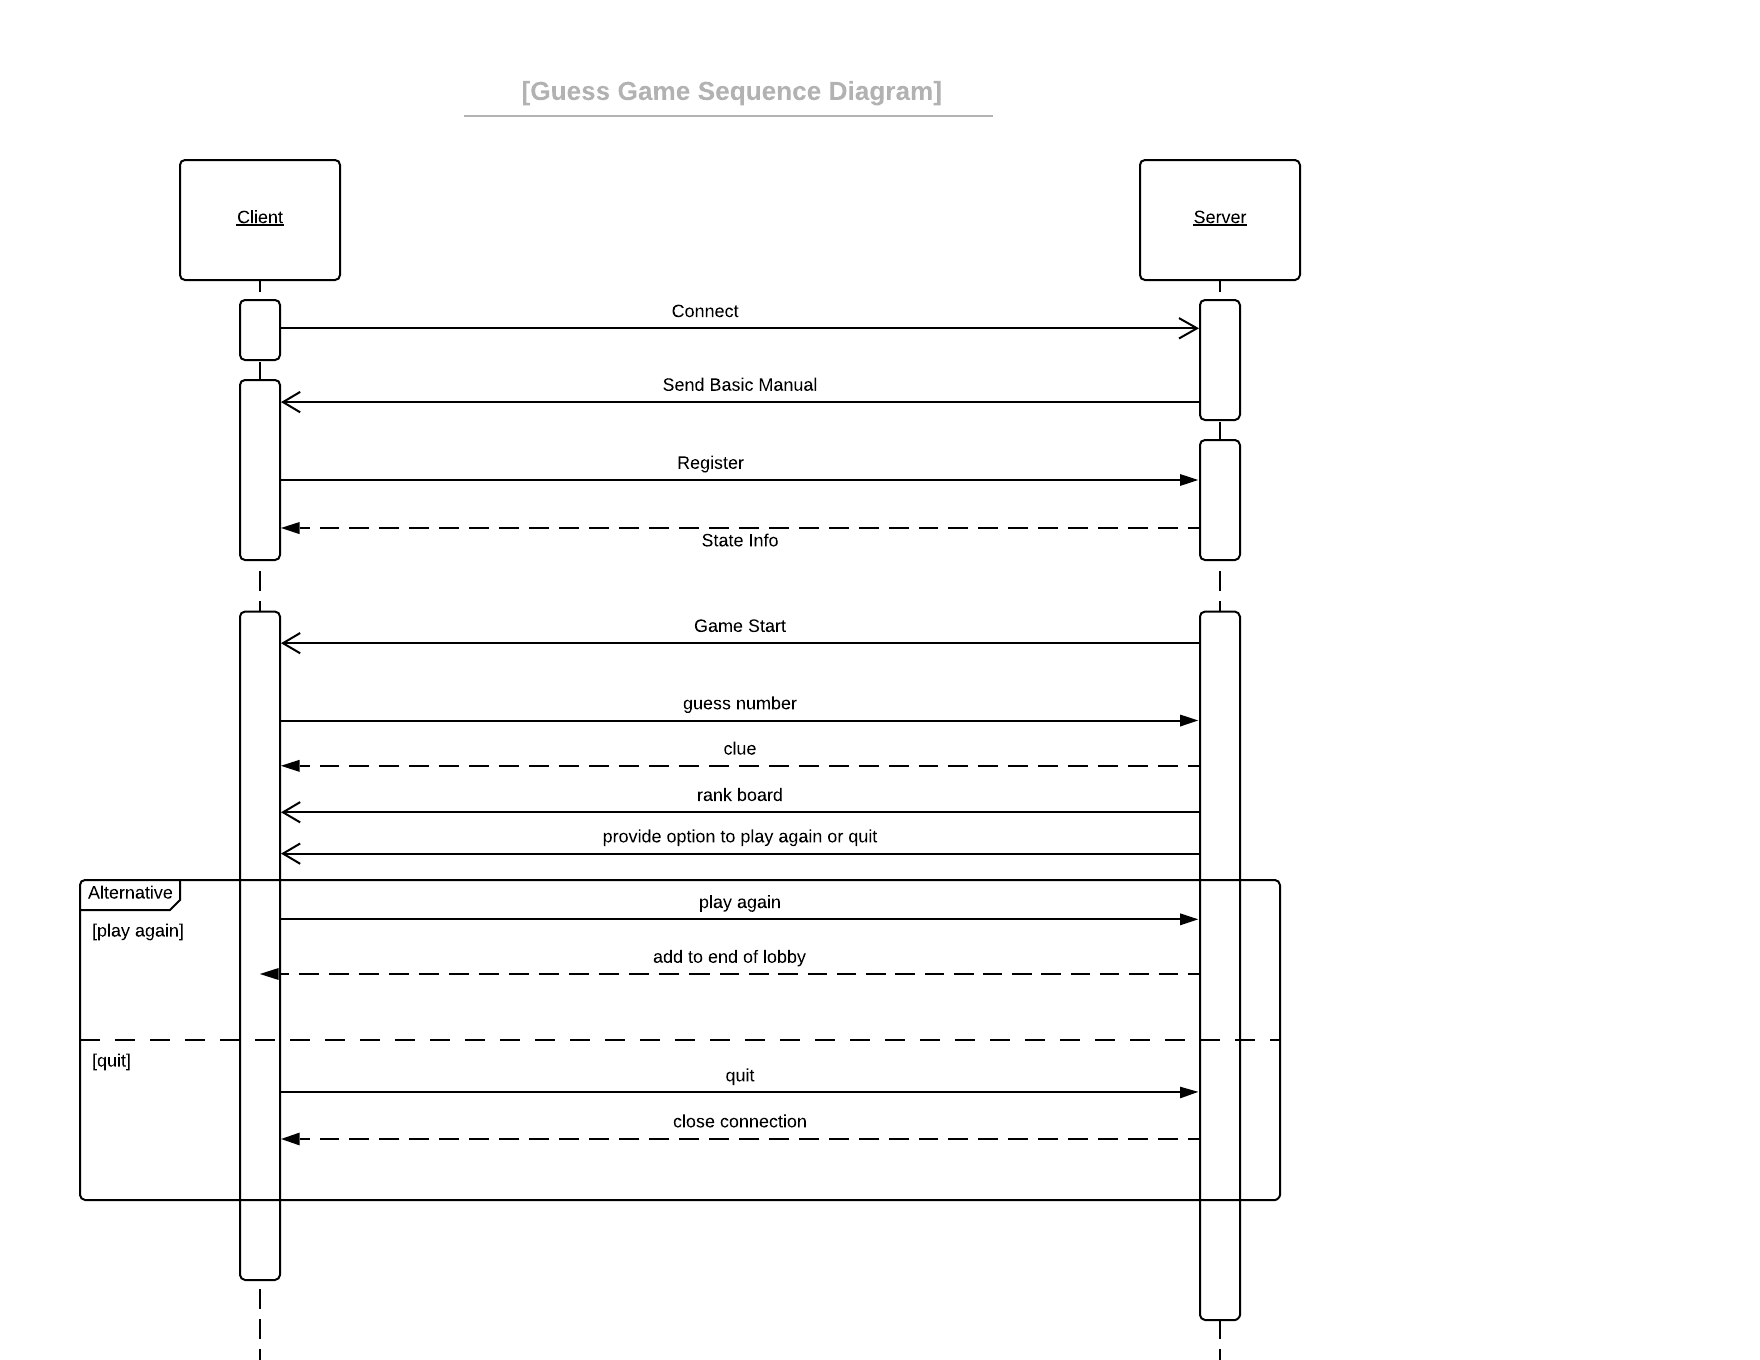 [Guess Game Sequence Diagram]
Client
Server
Connect
Send Basic Manual
Register
State Info
Game Start
guess number
clue
rank board
provide option to play again or quit
Alternative
play again
[play again]
add to end of lobby
[quit]
quit
close connection